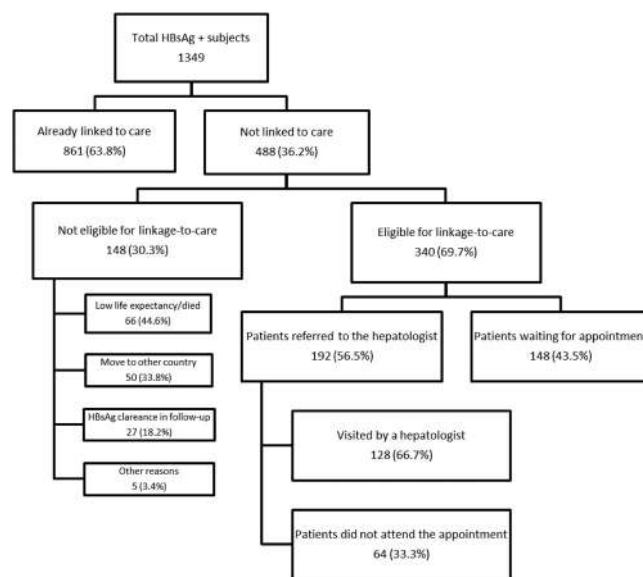 Total HBsAg + subjects
1349
Already linked to care
861 (63.8%)
Not linked to care
488 (36.2%)
Not eligible for linkage-to-care
148 (30.3%)
Eligible for linkage-to-care
340 (69.7%)
Low life expectancy/died
66 (44.6%)
Move to other country
50 (33.8%)
HBsAg clareance in follow-up
27 (18.2%)
Other reasons
5 (3.4%)
Patients referred to the hepatologist
192 (56.5%)
Patients waiting for appointment
148 (43.5%)
Visited by a hepatologist
128 (66.7%)
Patients did not attend the appointment
64 (33.3%)